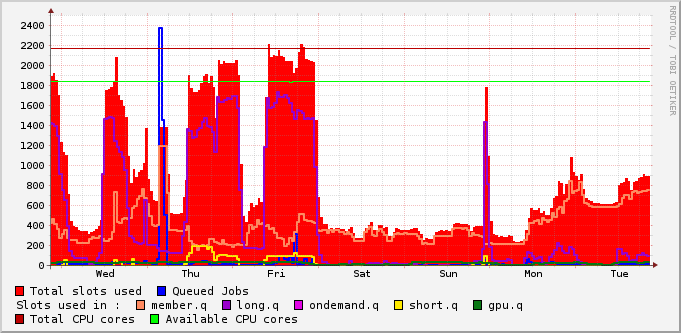 2400
2200
2000
1800
1600
1400
1200
1000
800
600
400
200
0
Wed Thu Fri Sat Sun Mon Tue
RRDTOOL / TOBI OETIKER
Total slots used Queued Jobs
Slots used in : member.q long.q ondemand.q short.q gpu.q
Total CPU cores Available CPU cores